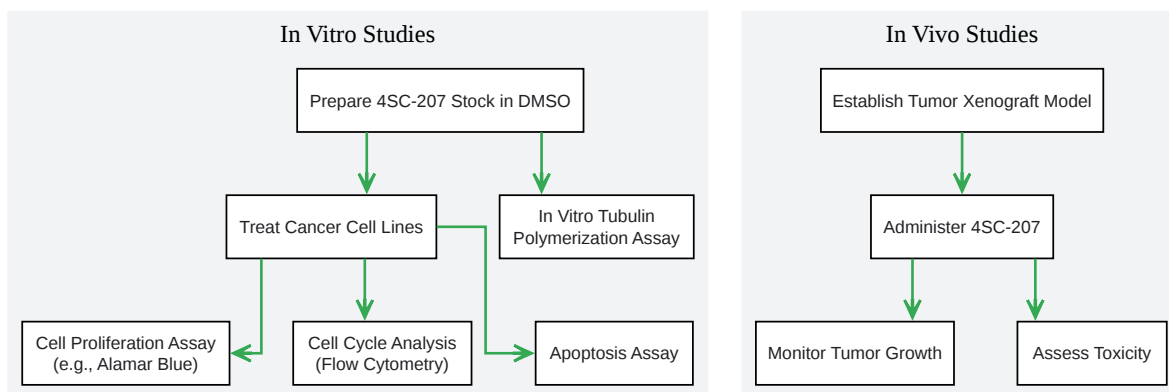 In Vitro Studies
Prepare 4SC-207 Stock in DMSO
Treat Cancer Cell Lines
In Vitro Tubulin
Polymerization Assay
Cell Proliferation Assay
(e.g., Alamar Blue)
Cell Cycle Analysis
(Flow Cytometry)
Apoptosis Assay
In Vivo Studies
Establish Tumor Xenograft Model
Administer 4SC-207
Monitor Tumor Growth
Assess Toxicity